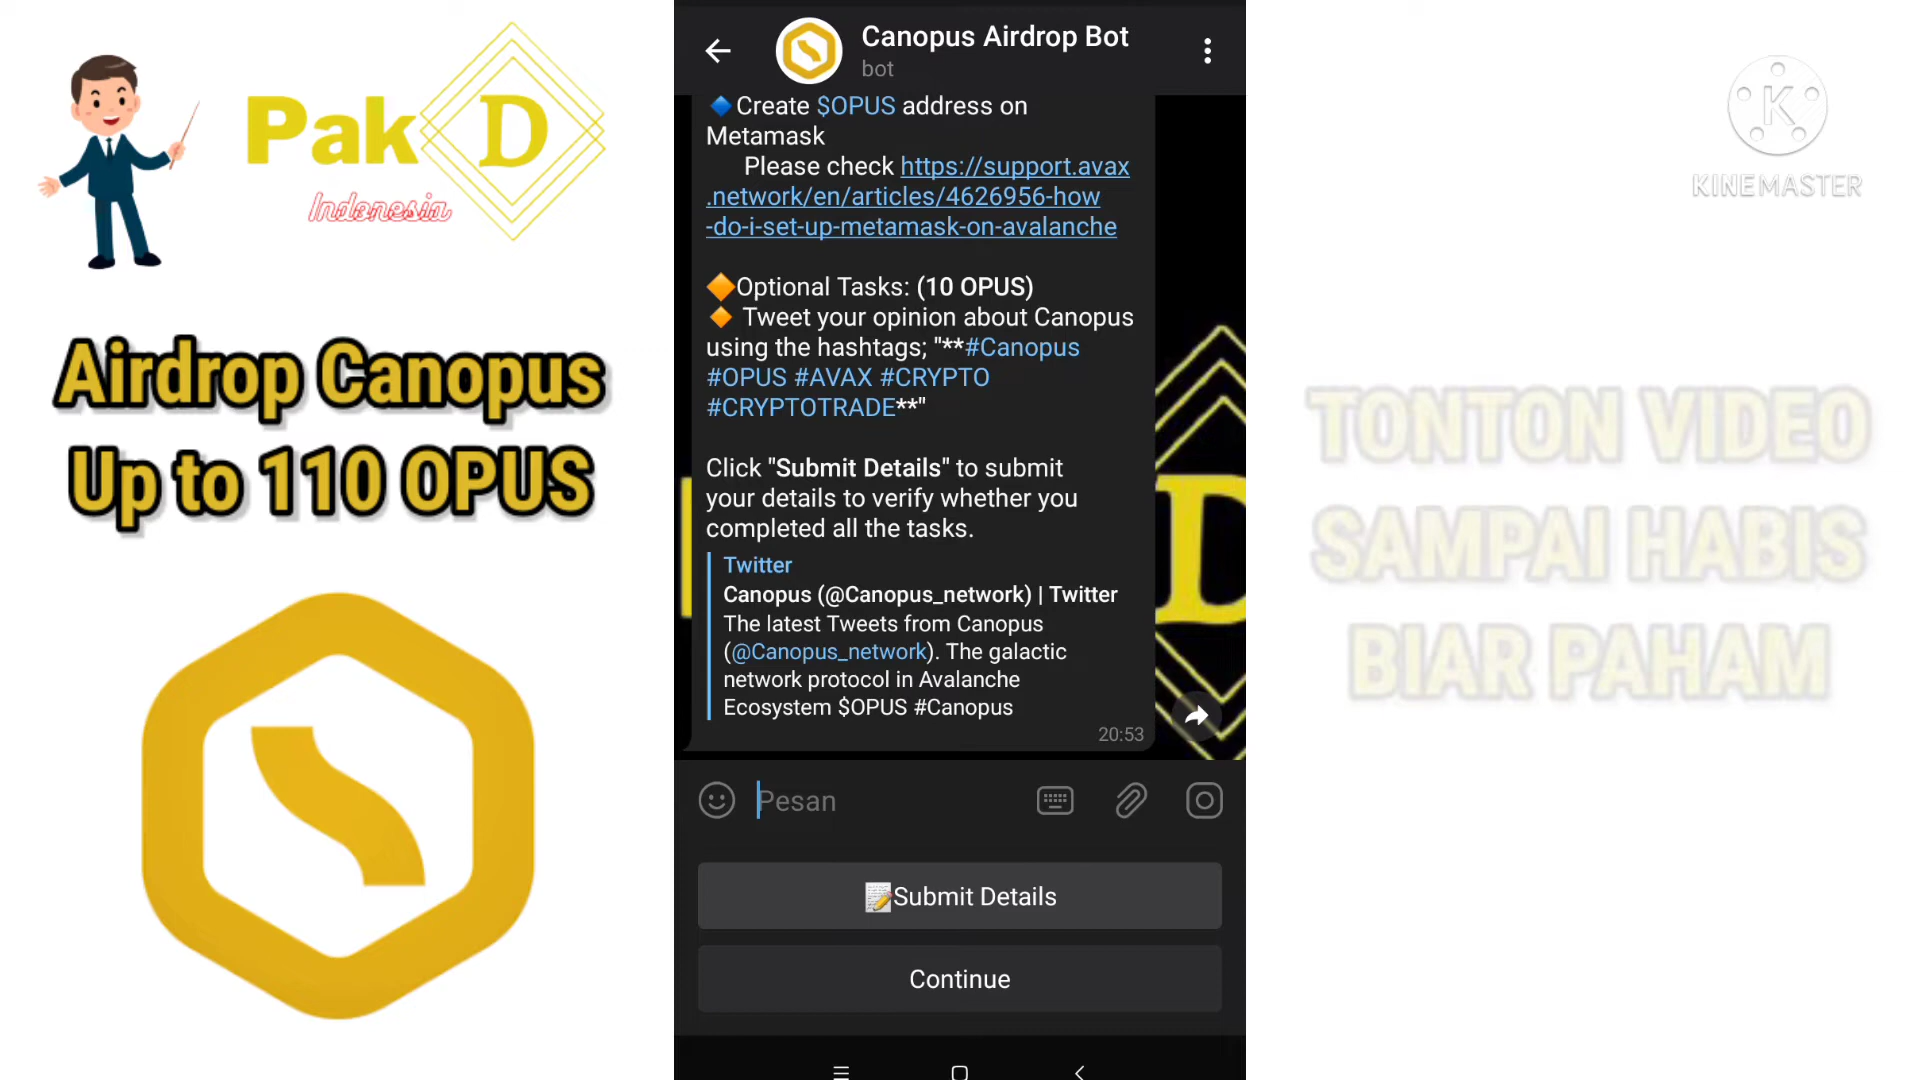 Pak D
Indonesia
Airdrop Canopus
Up to 110 OPUS
Canopus Airdrop Bot
bot
🔷Create $OPUS address on
Metamask
Please check https://support.avax
.network/en/articles/4626956-how
-do-i-set-up-metamask-on-avalanche
🔶Optional Tasks: (10 OPUS)
🔸 Tweet your opinion about Canopus
using the hashtags; "**#Canopus
#OPUS #AVAX #CRYPTO
#CRYPTOTRADE**"
Click "Submit Details" to submit
your details to verify whether you
completed all the tasks.
Twitter
Canopus (@Canopus_network) | Twitter
The latest Tweets from Canopus
(@Canopus_network). The galactic
network protocol in Avalanche
Ecosystem $OPUS #Canopus
20:53
D
Pesan
📝Submit Details
Continue
K
KINEMASTER
TONTON VIDEO
SAMPAI HABIS
BIAR PAHAM